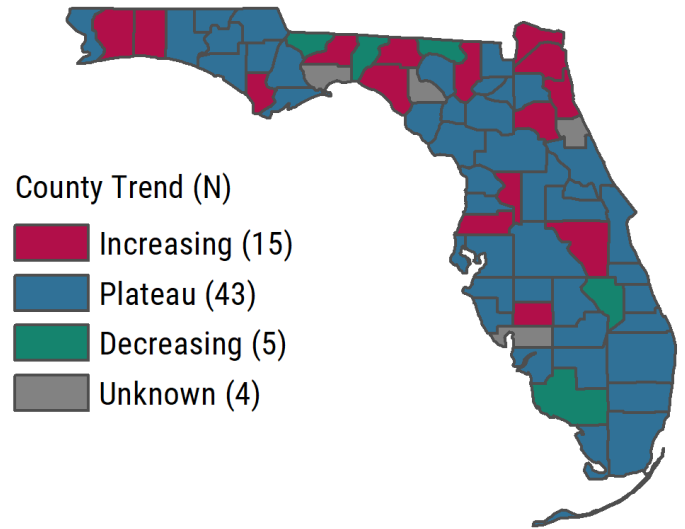 County Trend (N)
Increasing (15)
Plateau (43)
Decreasing (5)
Unknown (4)